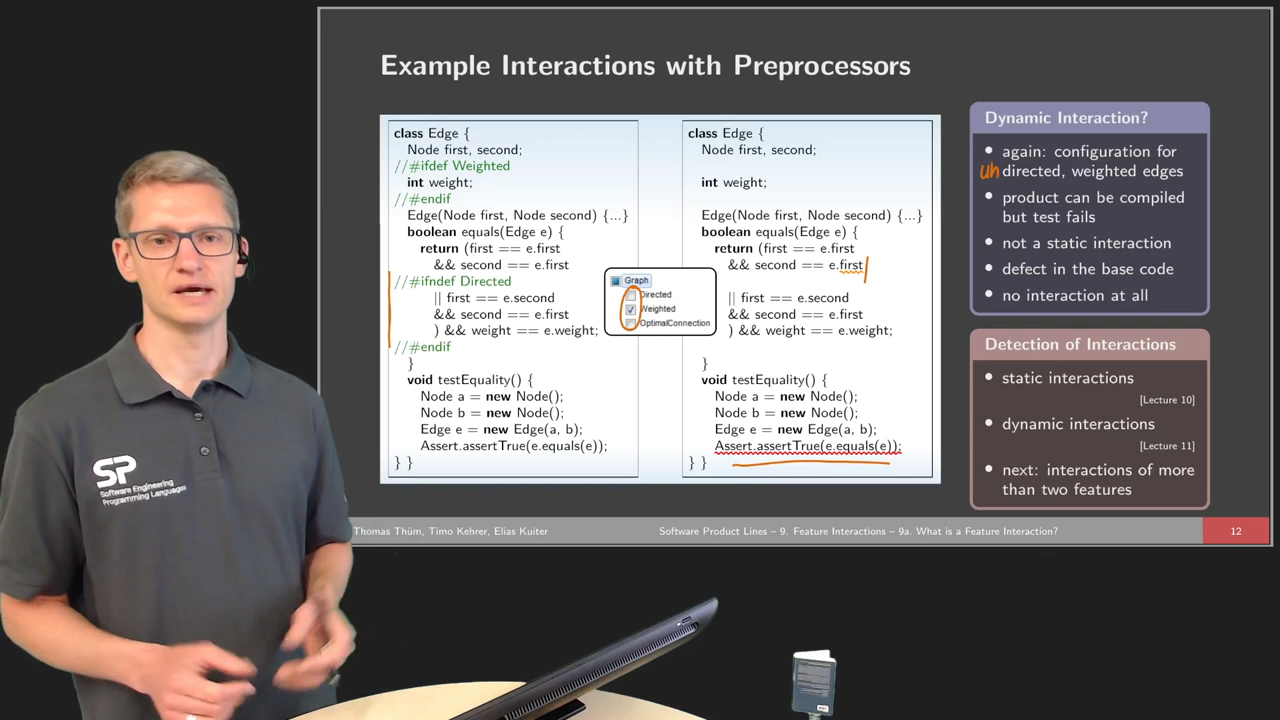 Example Interactions with Preprocessors
class Edge {
Node first, second;
//#ifdef Weighted
int weight;
//#endif
Edge(Node first, Node second) {...}
boolean equals(Edge e) {
return (first == e.first
&& second == e.first
//#ifndef Directed
|| first == e.second
&& second == e.first
) && weight == e.weight;
//#endif
}
void testEquality() {
Node a = new Node();
Node b = new Node();
Edge e = new Edge(a, b);
Assert.assertTrue(e.equals(e));
} }
Graph
Directed
Weighted
OptimalConnection
class Edge {
Node first, second;
int weight;
Edge(Node first, Node second) {...}
boolean equals(Edge e) {
return (first == e.first
&& second == e.first
|| first == e.second
&& second == e.first
) && weight == e.weight;
}
void testEquality() {
Node a = new Node();
Node b = new Node();
Edge e = new Edge(a, b);
Assert.assertTrue(e.equals(e));
} }
Dynamic Interaction?
• again: configuration for
un directed, weighted edges
• product can be compiled
but test fails
• not a static interaction
• defect in the base code
• no interaction at all
Detection of Interactions
• static interactions
[Lecture 10]
• dynamic interactions
[Lecture 11]
• next: interactions of more
than two features
Thomas Thüm, Timo Kehrer, Elias Kuiter
Software Product Lines – 9. Feature Interactions – 9a. What is a Feature Interaction?
12
SP
Software Engineering
Programming Languages